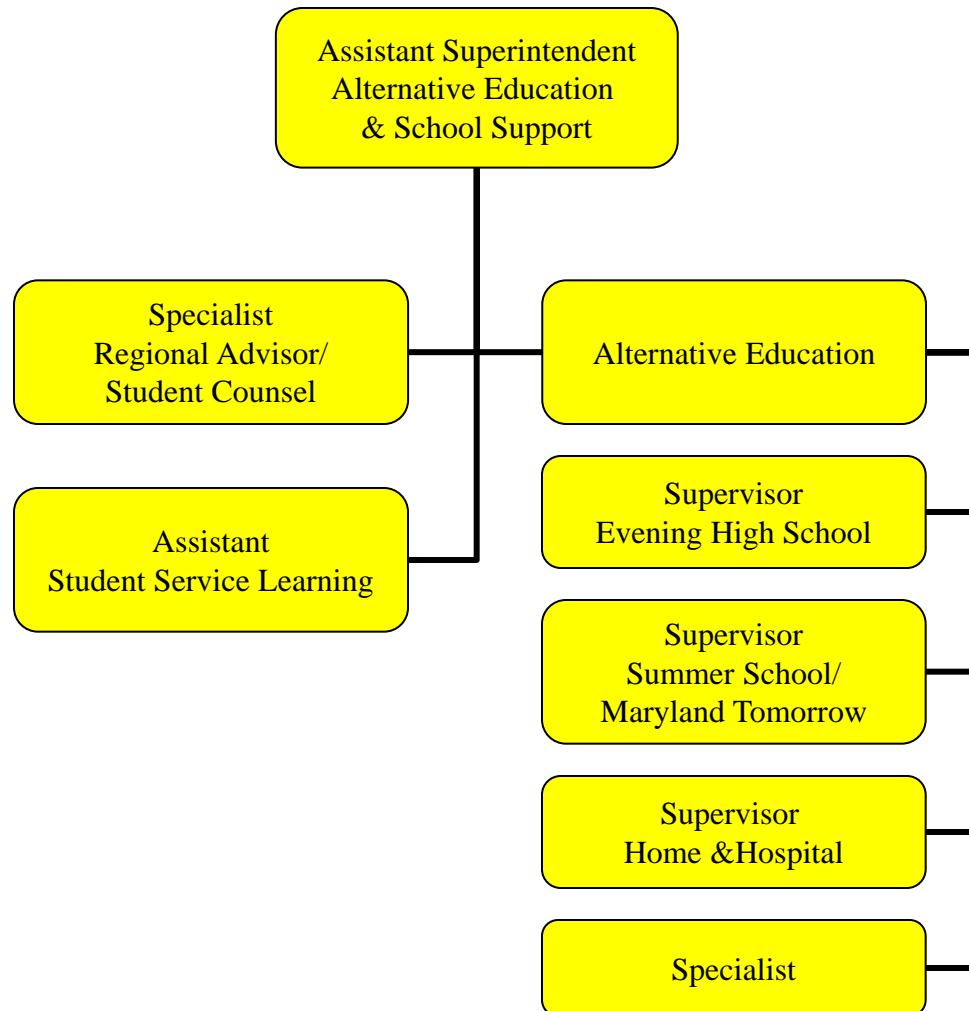 Assistant Superintendent
Alternative Education
& School Support
Specialist
Regional Advisor/
Student Counsel
Alternative Education
Assistant
Student Service Learning
Supervisor
Evening High School
Supervisor
Summer School/
Maryland Tomorrow
Supervisor
Home &Hospital
Specialist